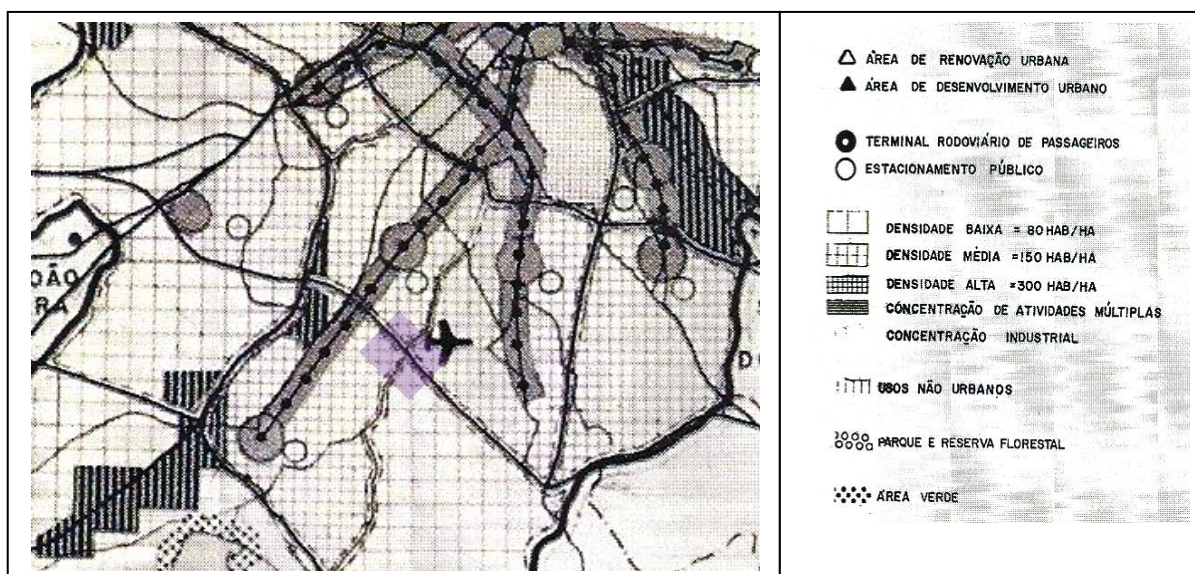 OÃO
RA
D
ÁREA DE RENOVAÇÃO URBANA
ÁREA DE DESENVOLVIMENTO URBANO
TERMINAL RODOVIÁRIO DE PASSAGEIROS
ESTACIONAMENTO PÚBLICO
DENSIDADE BAIXA = 80 HAB/HA
DENSIDADE MÉDIA =150 HAB/HA
DENSIDADE ALTA =300 HAB/HA
CONCENTRAÇÃO DE ATIVIDADES MÚLTIPLAS
CONCENTRAÇÃO INDUSTRIAL
USOS NÃO URBANOS
PARQUE E RESERVA FLORESTAL
ÁREA VERDE